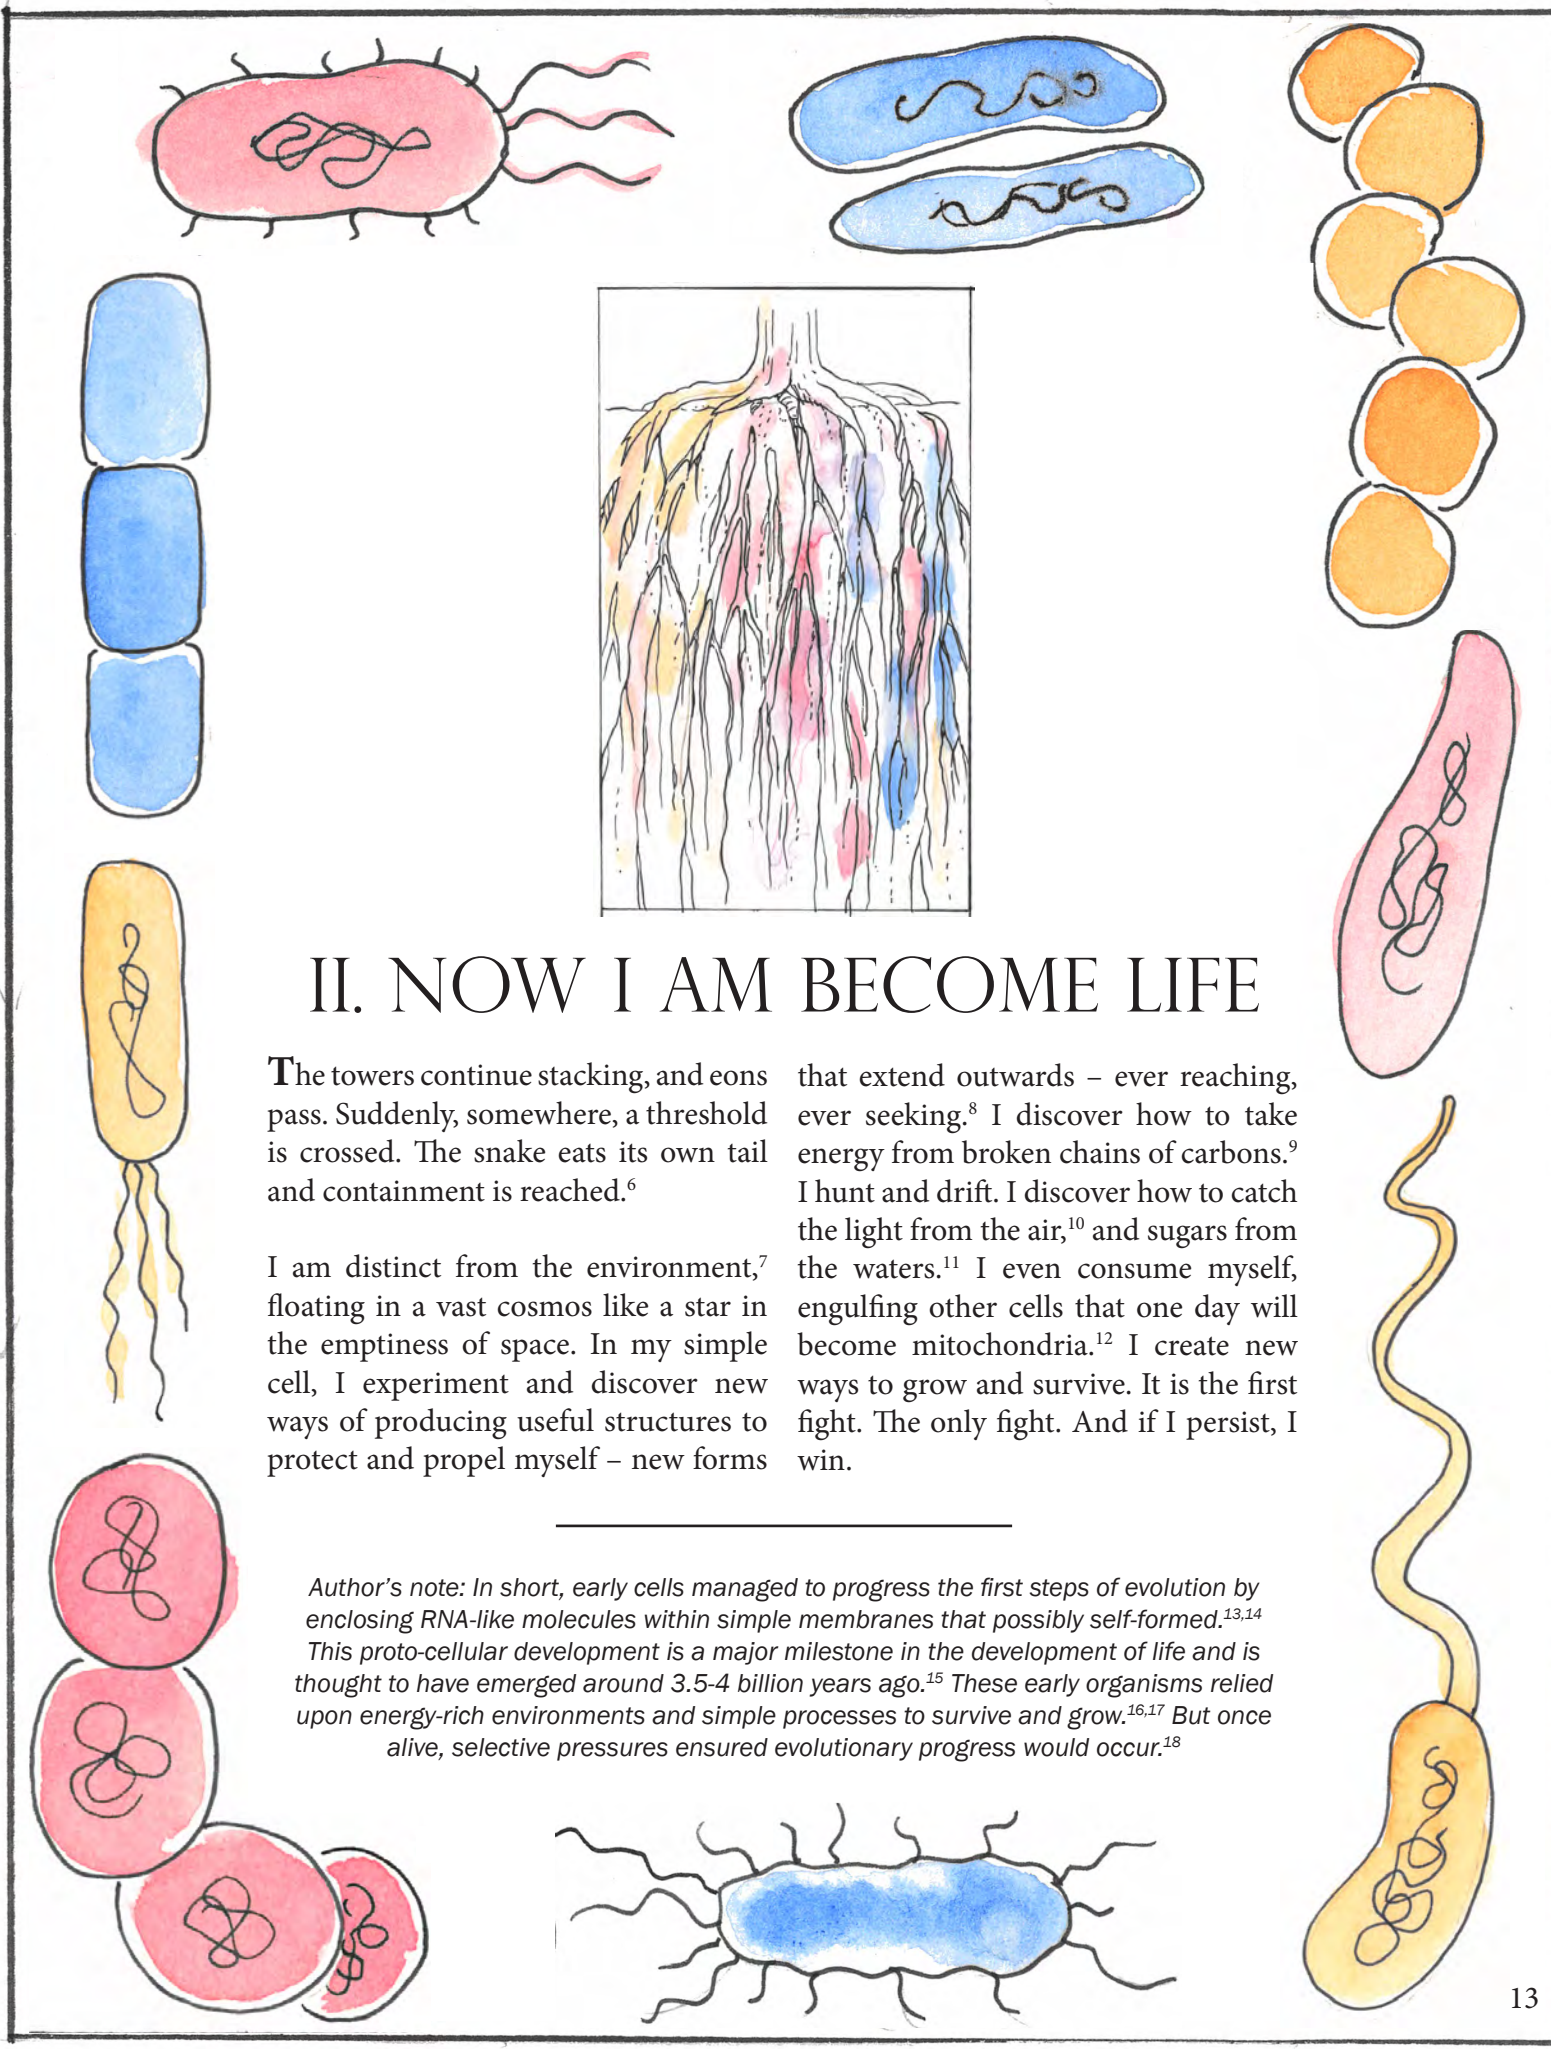 II. NOW I AM BECOME LIFE
The towers continue stacking, and eons
pass. Suddenly, somewhere, a threshold
is crossed. The snake eats its own tail
and containment is reached.⁶
I am distinct from the environment,⁷
floating in a vast cosmos like a star in
the emptiness of space. In my simple
cell, I experiment and discover new
ways of producing useful structures to
protect and propel myself – new forms
that extend outwards – ever reaching,
ever seeking.⁸ I discover how to take
energy from broken chains of carbons.⁹
I hunt and drift. I discover how to catch
the light from the air,¹⁰ and sugars from
the waters.¹¹ I even consume myself,
engulfing other cells that one day will
become mitochondria.¹² I create new
ways to grow and survive. It is the first
fight. The only fight. And if I persist, I
win.
Author's note: In short, early cells managed to progress the first steps of evolution by
enclosing RNA-like molecules within simple membranes that possibly self-formed.¹³,¹⁴
This proto-cellular development is a major milestone in the development of life and is
thought to have emerged around 3.5-4 billion years ago.¹⁵ These early organisms relied
upon energy-rich environments and simple processes to survive and grow.¹⁶,¹⁷ But once
alive, selective pressures ensured evolutionary progress would occur.¹⁸
13